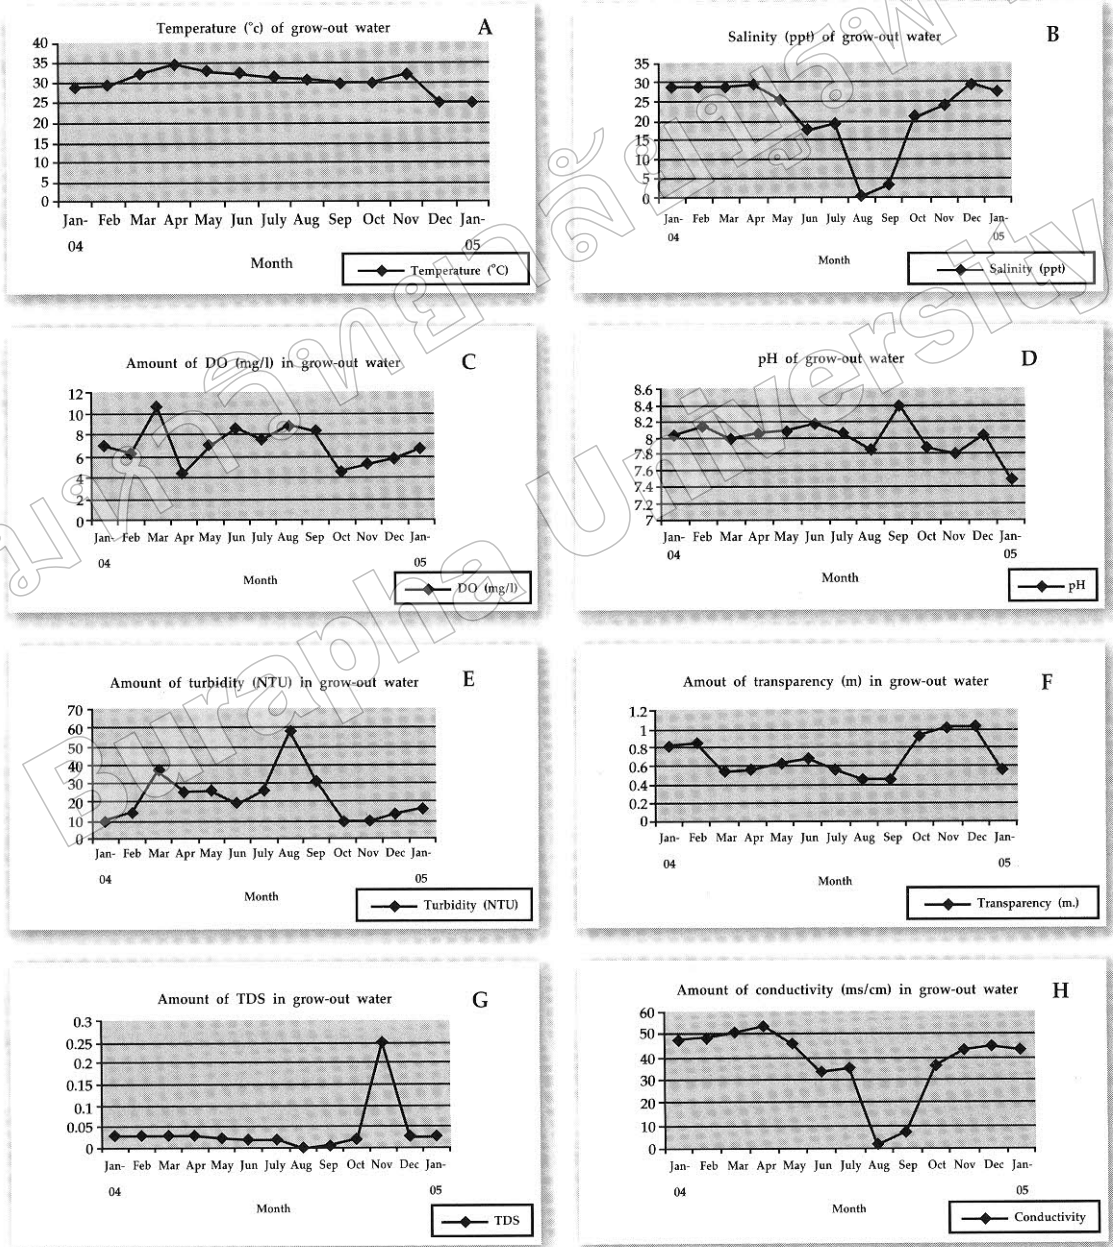 Temperature (°c) of grow-out water A
40
35
30
25
20
15
10
5
0
Jan- Feb Mar Apr May Jun July Aug Sep Oct Nov Dec Jan-
04 05
Month
Temperature (°C)
Salinity (ppt) of grow-out water B
35
30
25
20
15
10
5
0
Jan- Feb Mar Apr May Jun July Aug Sep Oct Nov Dec Jan-
04 05
Month
Salinity (ppt)
Amount of DO (mg/l) in grow-out water C
12
10
8
6
4
2
0
Jan- Feb Mar Apr May Jun July Aug Sep Oct Nov Dec Jan-
04 05
Month
DO (mg/l)
pH of grow-out water D
8.6
8.4
8.2
8
7.8
7.6
7.4
7.2
7
Jan- Feb Mar Apr May Jun July Aug Sep Oct Nov Dec Jan-
04 05
Month
pH
Amount of turbidity (NTU) in grow-out water E
70
60
50
40
30
20
10
0
Jan- Feb Mar Apr May Jun July Aug Sep Oct Nov Dec Jan-
04 05
Month
Turbidity (NTU)
Amout of transparency (m) in grow-out water F
1.2
1
0.8
0.6
0.4
0.2
0
Jan- Feb Mar Apr May Jun July Aug Sep Oct Nov Dec Jan-
04 05
Month
Transparency (m.)
Amount of TDS in grow-out water G
0.3
0.25
0.2
0.15
0.1
0.05
0
Jan- Feb Mar Apr May Jun July Aug Sep Oct Nov Dec Jan-
04 05
Month
TDS
Amount of conductivity (ms/cm) in grow-out water H
60
50
40
30
20
10
0
Jan- Feb Mar Apr May Jun July Aug Sep Oct Nov Dec Jan-
04 05
Month
Conductivity
Burapha University